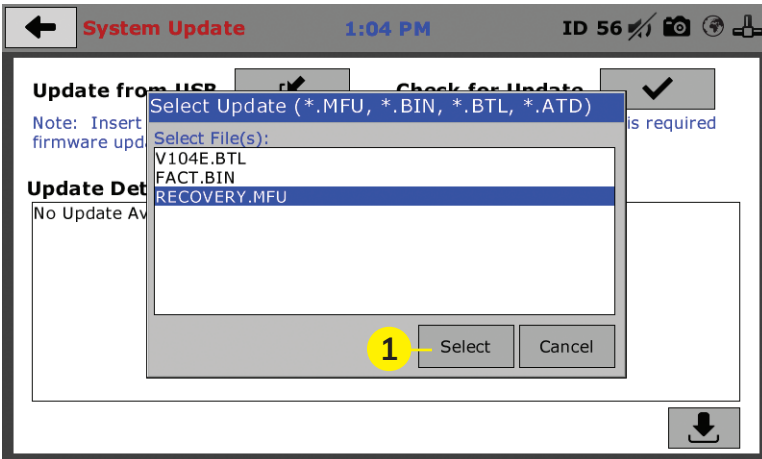 System Update 1:04 PM ID 56
Update from USB Check for Update
Select Update (*.MFU, *.BIN, *.BTL, *.ATD)
Note: Insert is required
firmware upd
Select File(s):
V104E.BTL
FACT.BIN
RECOVERY.MFU
Update Det
No Update Av
1
Select Cancel